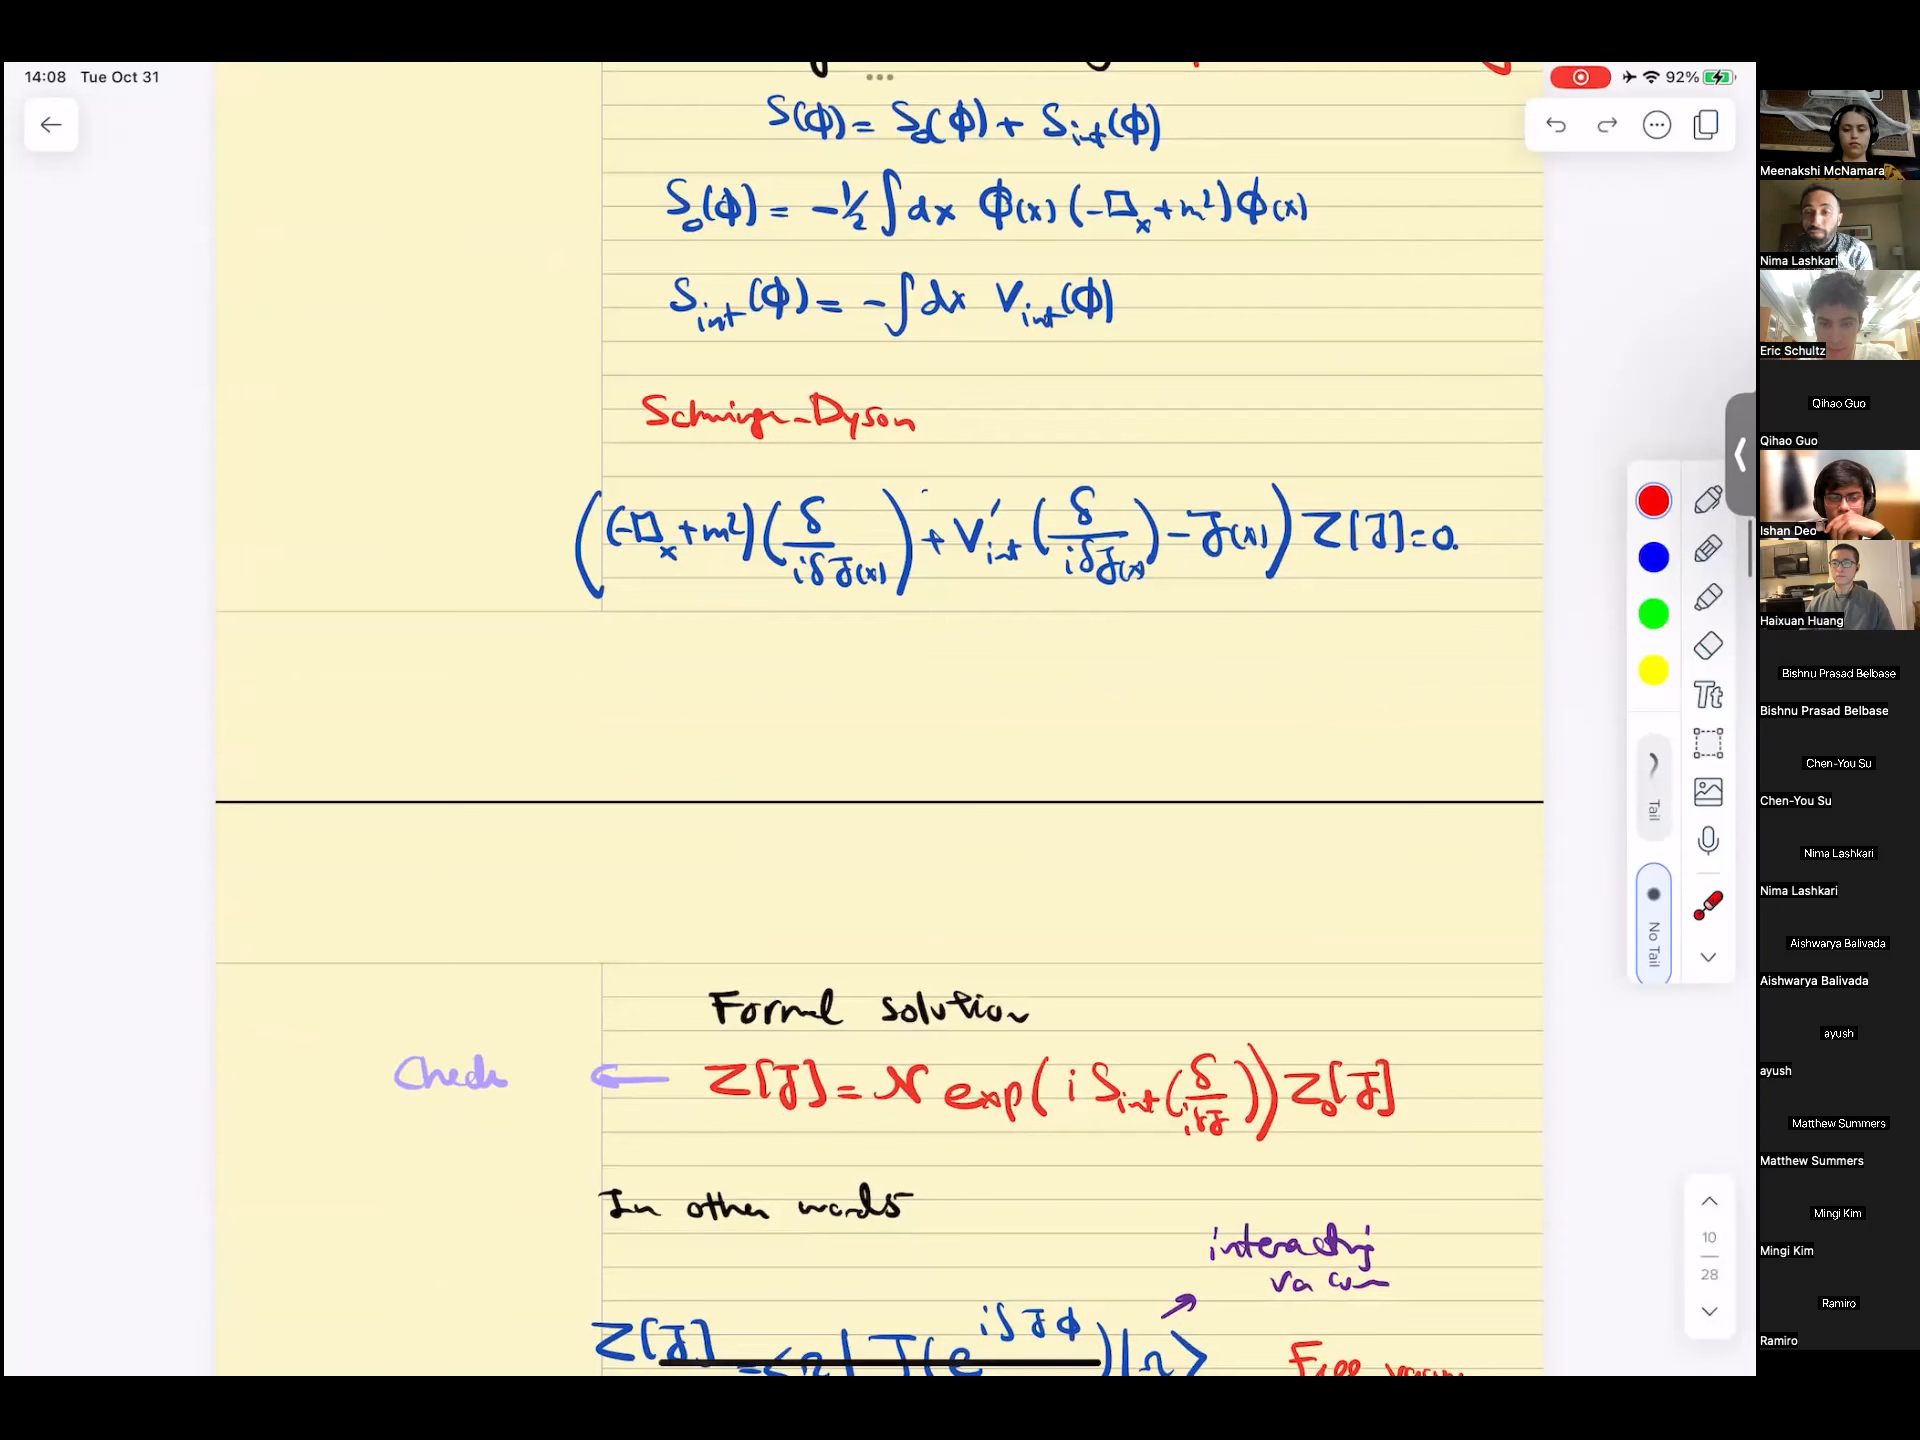 14:08 Tue Oct 31
92%
S(ϕ) = S₀(ϕ) + S_int(ϕ)
S₀(ϕ) = -½ ∫dx ϕ(x) (-□ₓ + m²) ϕ(x)
S_int(ϕ) = -∫dx V_int(ϕ)
Schwinger-Dyson
((-□ₓ + m²)(δ/iδJ(x)) + V'_int(δ/iδJ(x)) - J(x)) Z[J] = 0.
Formal solution
Check ← Z[J] = N exp(i S_int(δ/iδJ)) Z₀[J]
In other words
interacting
vacuum
Z[J] = <Ω| T(e^{i∫Jϕ})|Ω>
Free vacuum
Tail
No Tail
Tt
10
28
Meenakshi McNamara
Nima Lashkari
Eric Schultz
Qihao Guo
Qihao Guo
Ishan Deo
Haixuan Huang
Bishnu Prasad Belbase
Bishnu Prasad Belbase
Chen-You Su
Chen-You Su
Nima Lashkari
Nima Lashkari
Aishwarya Balivada
Aishwarya Balivada
ayush
ayush
Matthew Summers
Matthew Summers
Mingi Kim
Mingi Kim
Ramiro
Ramiro